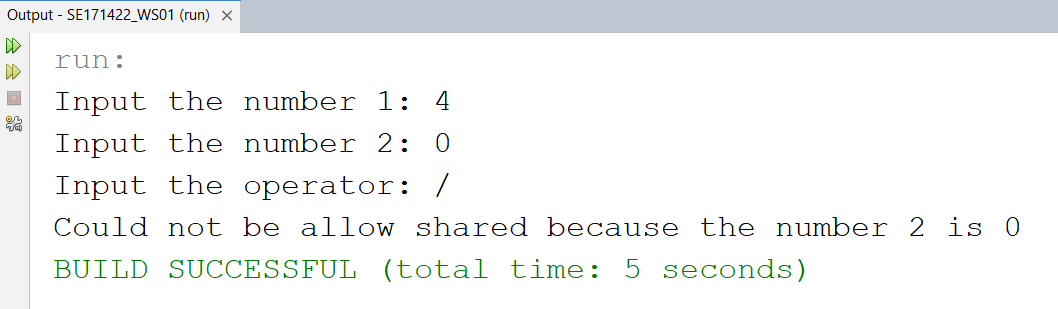 Output - SE171422_WS01 (run)
run:
Input the number 1: 4
Input the number 2: 0
Input the operator: /
Could not be allow shared because the number 2 is 0
BUILD SUCCESSFUL (total time: 5 seconds)